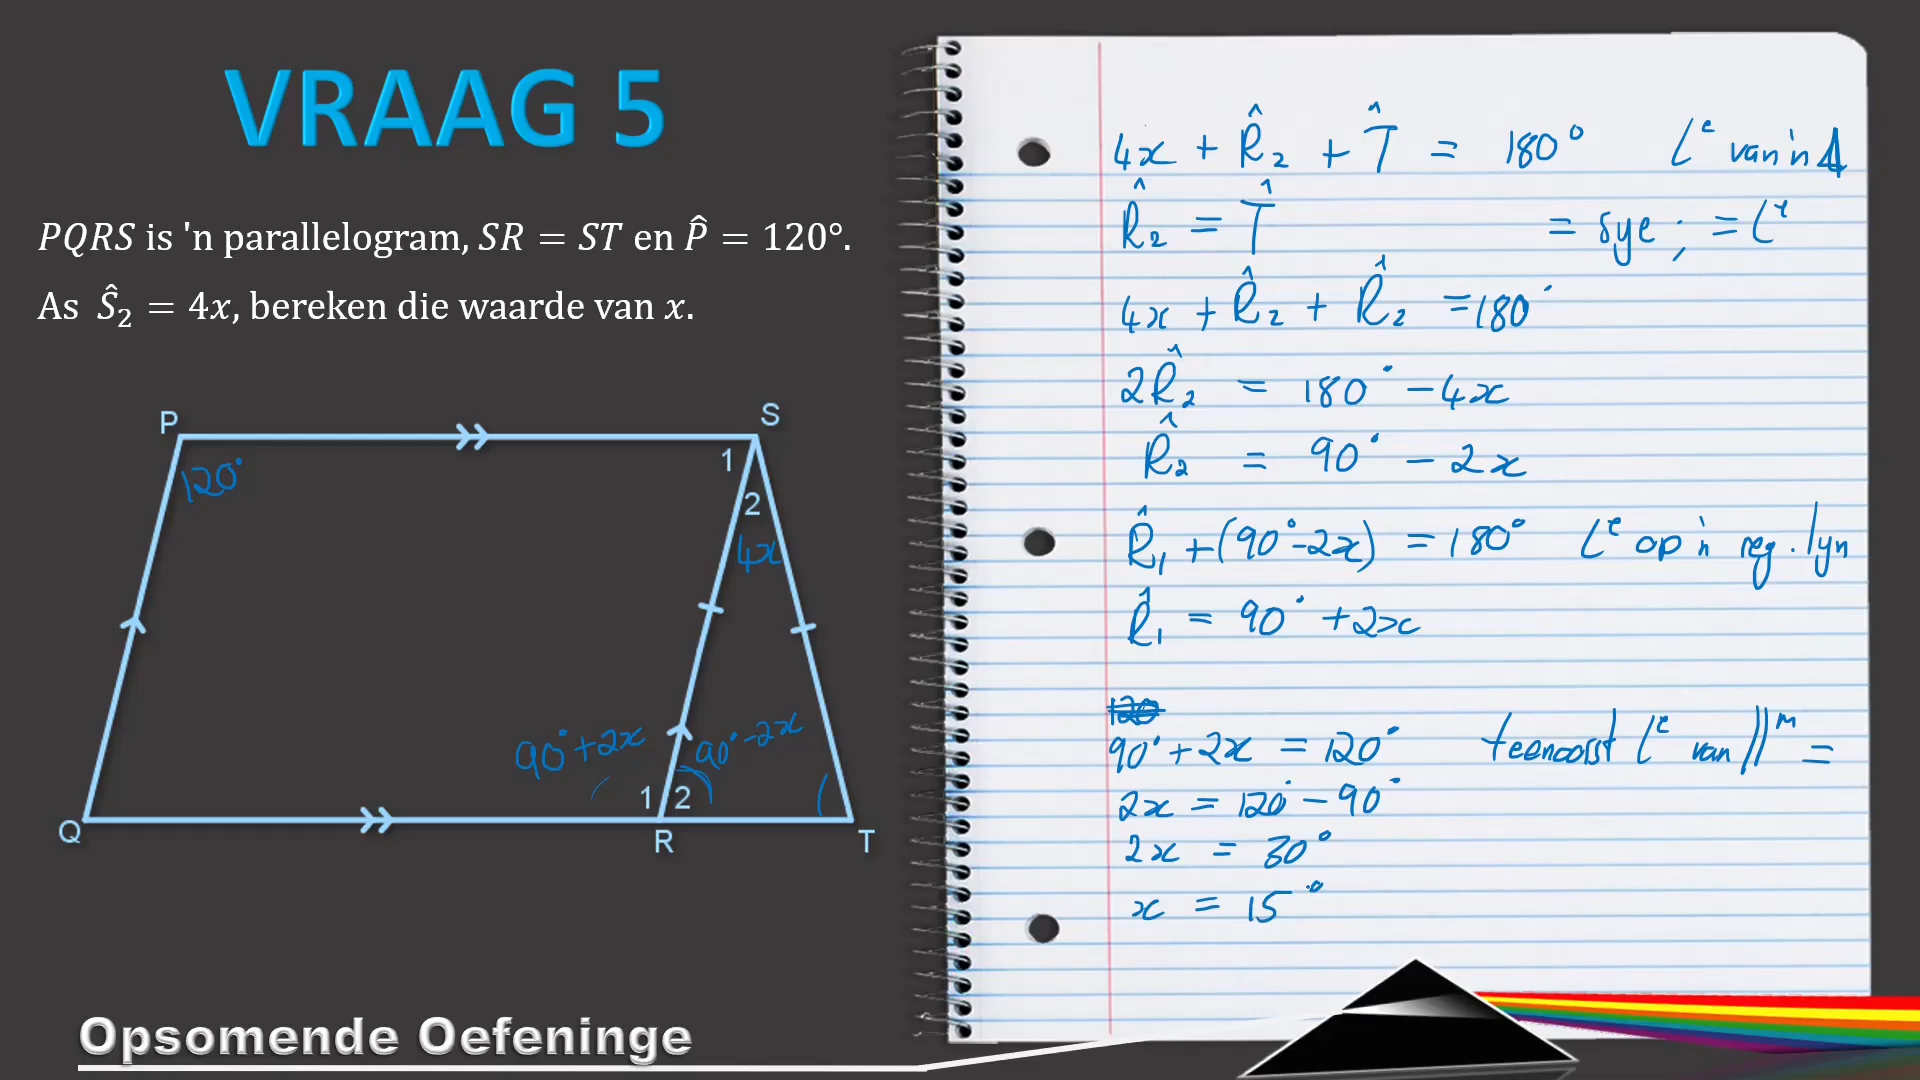 VRAAG 5
PQRS is 'n parallelogram, SR = ST en P̂ = 120°.
As Ŝ₂ = 4x, bereken die waarde van x.
P
S
120°
1
2
4x
90° + 2x
90° - 2x
1
2
Q
R
T
4x + R̂₂ + T̂ = 180° ∠ᵉ van 'n Δ
R̂₂ = T̂ = sye ; = ∠ᵉ
4x + R̂₂ + R̂₂ = 180°
2R̂₂ = 180° - 4x
R̂₂ = 90° - 2x
R̂₁ + (90° - 2x) = 180° ∠ᵉ op 'n reg. lyn
R̂₁ = 90° + 2x
120
90° + 2x = 120° teenoorst ∠ᵉ van ||ᵐ =
2x = 120° - 90°
2x = 30°
x = 15°
Opsomende Oefeninge